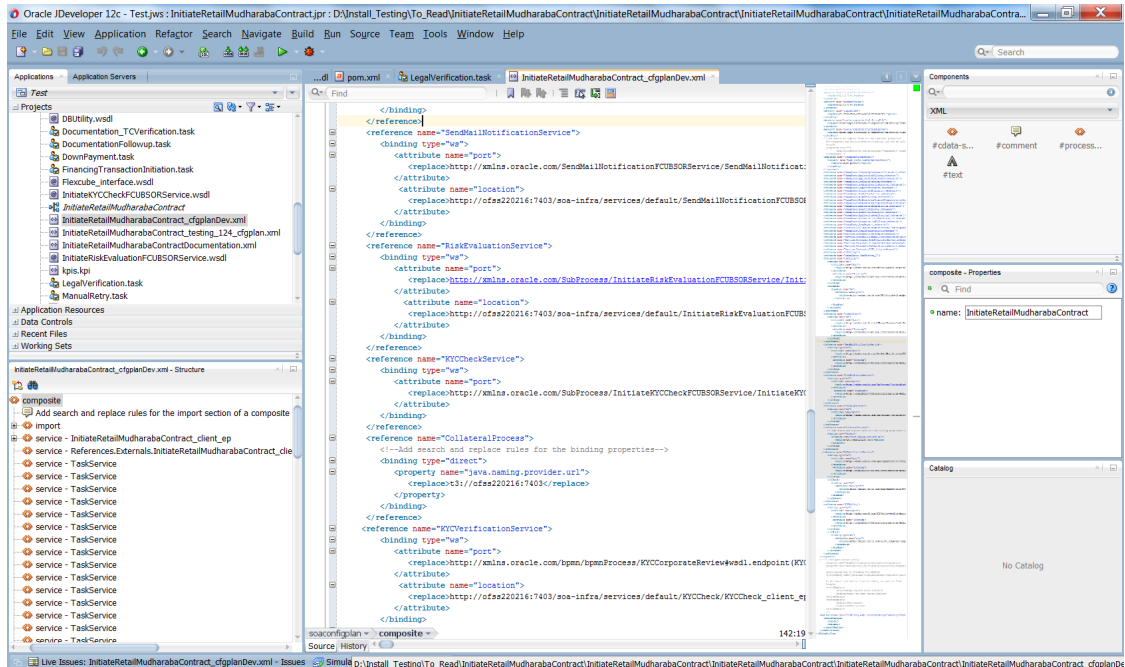 Oracle JDeveloper 12c - Test.jws : InitiateRetailMudharabaContract.jpr : D:\Install_Testing\To_Read\InitiateRetailMudharabaContract\InitiateRetailMudharabaContract\InitiateRetailMudharabaContract\InitiateRetailMudharabaContra...
File Edit View Application Refactor Search Navigate Build Run Source Team Tools Window Help
Search
Applications Application Servers
...dl pom.xml LegalVerification.task InitiateRetailMudharabaContract_cfgplanDev.xml
Components
Test
Find
Projects
XML
DBUtility.wsdl
Documentation_TCVerification.task
DocumentationFollowup.task
DownPayment.task
FinancingTransactionInitiation.task
Flexcube_interface.wsdl
InitiateKYCCheckFCUBSORService.wsdl
InitiateRetailMudharabaContract
InitiateRetailMudharabaContract_cfgplanDev.xml
InitiateRetailMudharabaContract_testing_124_cfgplan.xml
InitiateRetailMudharabaContractDocumentation.xml
InitiateRiskEvaluationFCUBSORService.wsdl
kpis.kpi
LegalVerification.task
ManualRetry.task
Application Resources
Data Controls
Recent Files
Working Sets
InitiateRetailMudharabaContract_cfgplanDev.xml - Structure
composite
Add search and replace rules for the import section of a composite
import
service - InitiateRetailMudharabaContract_client_ep
service - References.Externals.InitiateRetailMudharabaContract_clie
service - TaskService
service - TaskService
service - TaskService
service - TaskService
service - TaskService
service - TaskService
service - TaskService
service - TaskService
service - TaskService
service - TaskService
service - TaskService
service - TaskService
service - TaskService
service - TaskService
</binding>
</reference>
<reference name="SendMailNotificationService">
<binding type="ws">
<attribute name="port">
<replace>http://xmlns.oracle.com/SendMailNotificationFCUBSORService/SendMailNotificat:
</attribute>
<attribute name="location">
<replace>http://ofss220216:7403/soa-infra/services/default/SendMailNotificationFCUBSO
</attribute>
</binding>
</reference>
<reference name="RiskEvaluationService">
<binding type="ws">
<attribute name="port">
<replace>http://xmlns.oracle.com/SubProcess/InitiateRiskEvaluationFCUBSORService/Init:
</attribute>
<attribute name="location">
<replace>http://ofss220216:7403/soa-infra/services/default/InitiateRiskEvaluationFCUBS
</attribute>
</binding>
</reference>
<reference name="KYCCheckService">
<binding type="ws">
<attribute name="port">
<replace>http://xmlns.oracle.com/SubProcess/InitiateKYCCheckFCUBSORService/InitiateKY
</attribute>
</binding>
</reference>
<reference name="CollateralProcess">
<!--Add search and replace rules for the binding properties-->
<binding type="direct">
<property name="java.naming.provider.url">
<replace>t3://ofss220216:7403</replace>
</property>
</binding>
</reference>
<reference name="KYCVerificationService">
<binding type="ws">
<attribute name="port">
<replace>http://xmlns.oracle.com/bpmn/bpmnProcess/KYCCorporateReview#wsdl.endpoint(KY
</attribute>
<attribute name="location">
<replace>http://ofss220216:7403/soa-infra/services/default/KYCCheck/KYCCheck_client_e
</attribute>
</binding>
soaconfigplan composite
142:19
Source History
#cdata-s... #comment #process...
#text
composite - Properties
Find
name: InitiateRetailMudharabaContract
Catalog
No Catalog
Live Issues: InitiateRetailMudharabaContract_cfgplanDev.xml - Issues Simula D:\Install_Testing\To_Read\InitiateRetailMudharabaContract\InitiateRetailMudharabaContract\InitiateRetailMudharabaContract\InitiateRetailMudharabaContract_cfgplanDe